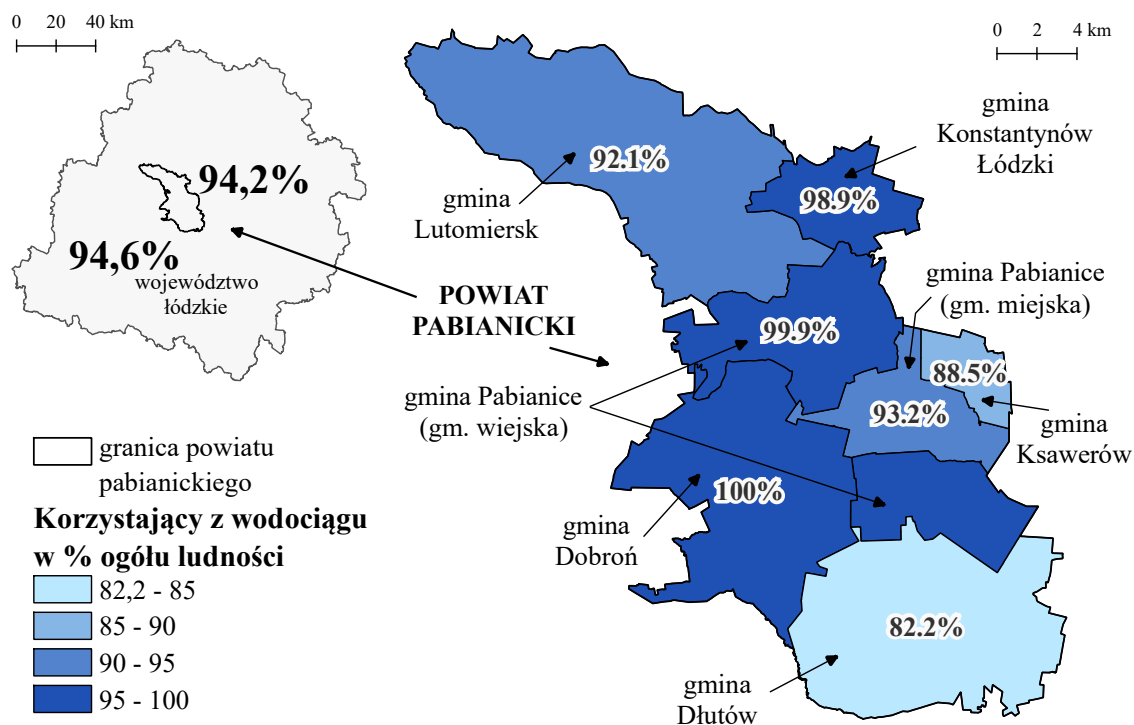 0 20 40 km
94,2%
94,6%
województwo
łódzkie
0 2 4 km
gmina
Konstantynów
Łódzki
92.1%
98.9%
gmina
Lutomiersk
POWIAT
PABIANICKI
gmina Pabianice
(gm. miejska)
99.9%
88.5%
93.2%
gmina Pabianice
(gm. wiejska)
gmina
Ksawerów
100%
gmina
Dobroń
82.2%
gmina
Dłutów
granica powiatu
pabianickiego
Korzystający z wodociągu
w % ogółu ludności
82,2 - 85
85 - 90
90 - 95
95 - 100